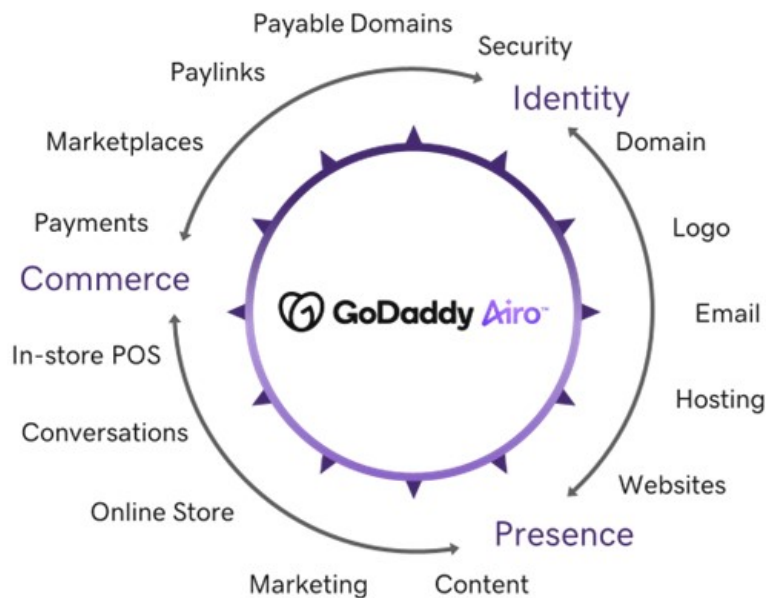 Payable Domains
Security
Identity
Paylinks
Marketplaces
Domain
Payments
Logo
Commerce
GoDaddy Airo™
Email
In-store POS
Hosting
Conversations
Websites
Online Store
Presence
Marketing
Content